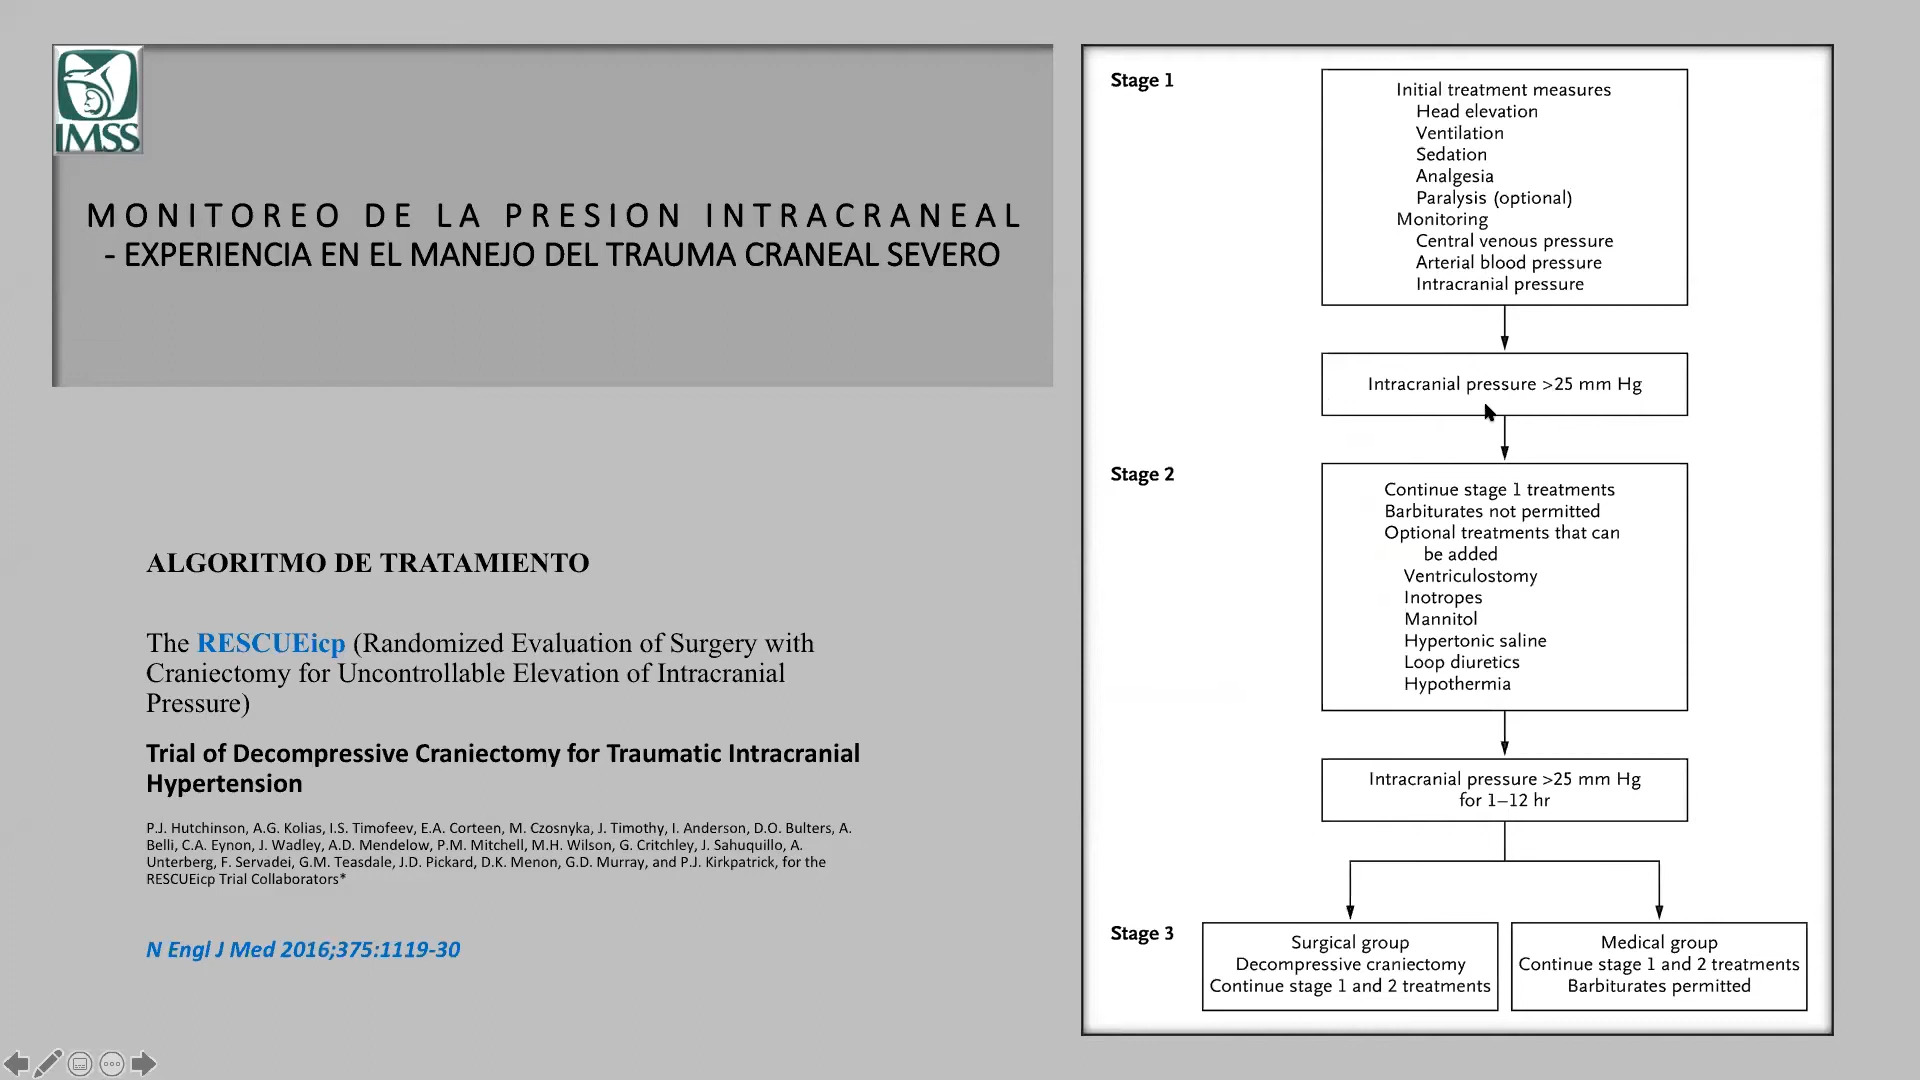 IMSS
MONITOREO DE LA PRESION INTRACRANEAL
- EXPERIENCIA EN EL MANEJO DEL TRAUMA CRANEAL SEVERO
ALGORITMO DE TRATAMIENTO
The RESCUEicp (Randomized Evaluation of Surgery with
Craniectomy for Uncontrollable Elevation of Intracranial
Pressure)
Trial of Decompressive Craniectomy for Traumatic Intracranial
Hypertension
P.J. Hutchinson, A.G. Kolias, I.S. Timofeev, E.A. Corteen, M. Czosnyka, J. Timothy, I. Anderson, D.O. Bulters, A.
Belli, C.A. Eynon, J. Wadley, A.D. Mendelow, P.M. Mitchell, M.H. Wilson, G. Critchley, J. Sahuquillo, A.
Unterberg, F. Servadei, G.M. Teasdale, J.D. Pickard, D.K. Menon, G.D. Murray, and P.J. Kirkpatrick, for the
RESCUEicp Trial Collaborators*
N Engl J Med 2016;375:1119-30
Stage 1
Initial treatment measures
Head elevation
Ventilation
Sedation
Analgesia
Paralysis (optional)
Monitoring
Central venous pressure
Arterial blood pressure
Intracranial pressure
Intracranial pressure >25 mm Hg
Stage 2
Continue stage 1 treatments
Barbiturates not permitted
Optional treatments that can
be added
Ventriculostomy
Inotropes
Mannitol
Hypertonic saline
Loop diuretics
Hypothermia
Intracranial pressure >25 mm Hg
for 1–12 hr
Stage 3
Surgical group
Decompressive craniectomy
Continue stage 1 and 2 treatments
Medical group
Continue stage 1 and 2 treatments
Barbiturates permitted